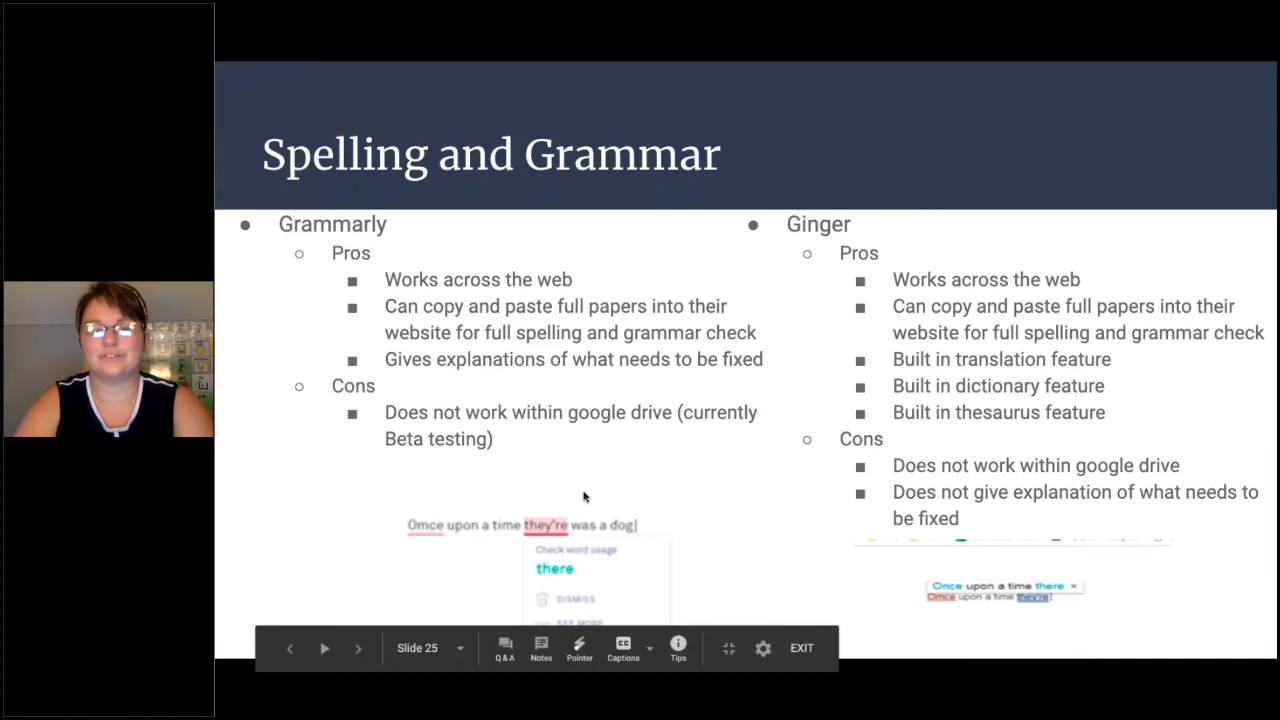 Spelling and Grammar
● Grammarly
○ Pros
■ Works across the web
■ Can copy and paste full papers into their
website for full spelling and grammar check
■ Gives explanations of what needs to be fixed
○ Cons
■ Does not work within google drive (currently
Beta testing)
Omce upon a time they're was a dog
Check word usage
there
DISMISS
SEE MORE
● Ginger
○ Pros
■ Works across the web
■ Can copy and paste full papers into their
website for full spelling and grammar check
■ Built in translation feature
■ Built in dictionary feature
■ Built in thesaurus feature
○ Cons
■ Does not work within google drive
■ Does not give explanation of what needs to
be fixed
Once upon a time there ×
Omce upon a time they're
Slide 25
Q & A
Notes
Pointer
Captions
Tips
EXIT